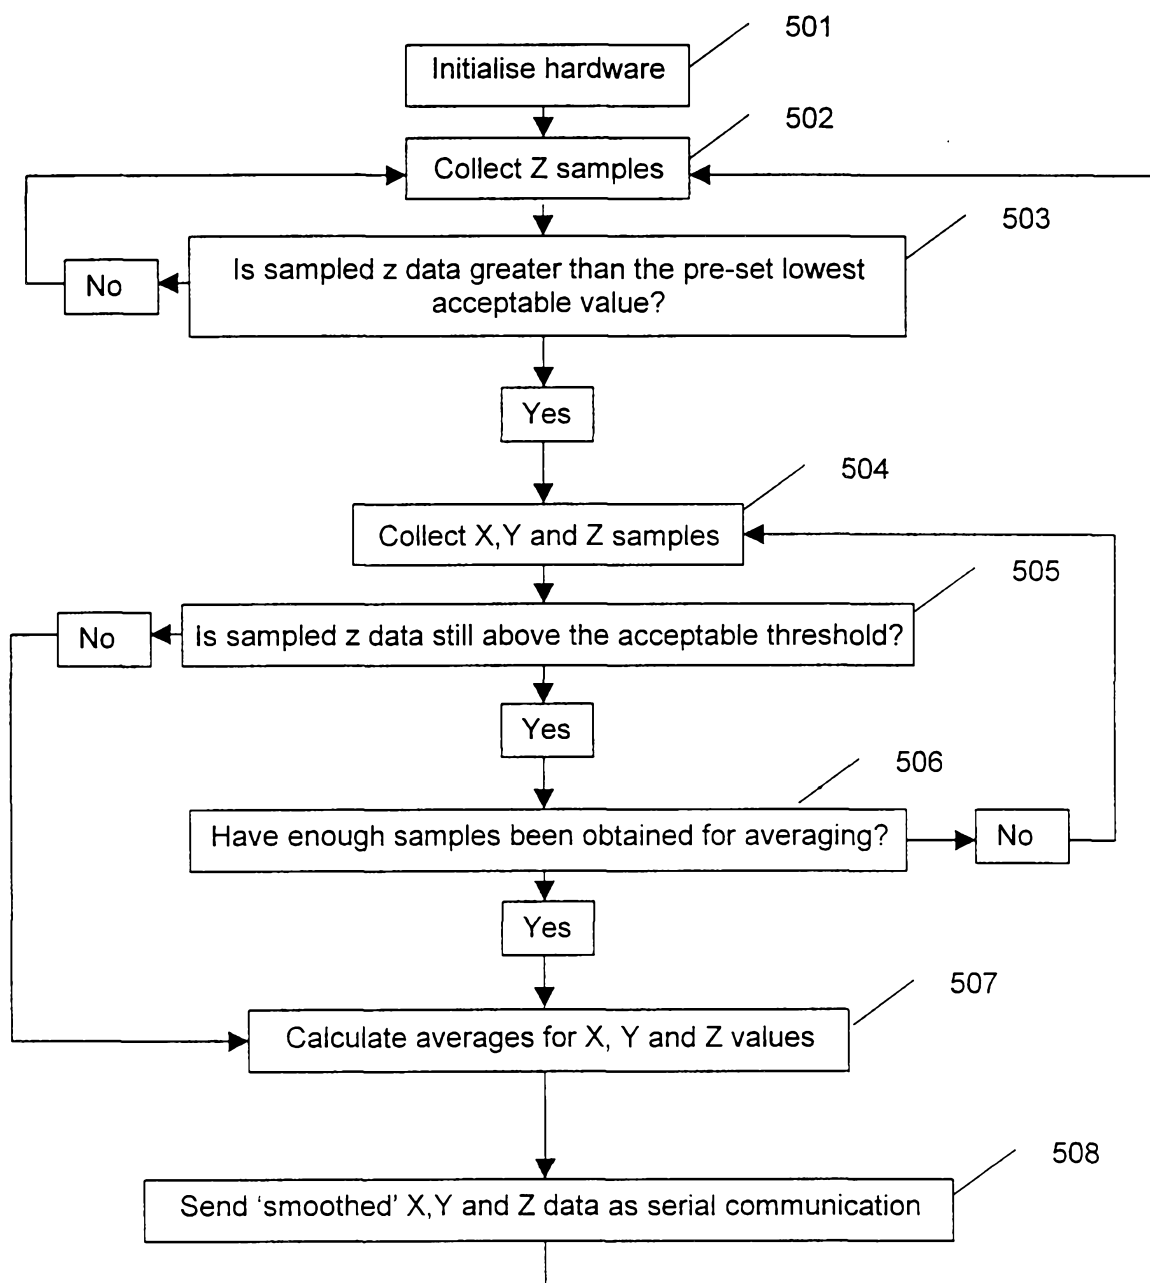 501
Initialise hardware
502
Collect Z samples
503
Is sampled z data greater than the pre-set lowest
acceptable value?
No
Yes
504
Collect X,Y and Z samples
505
No
Is sampled z data still above the acceptable threshold?
Yes
506
Have enough samples been obtained for averaging?
No
Yes
507
Calculate averages for X, Y and Z values
508
Send ‘smoothed’ X,Y and Z data as serial communication